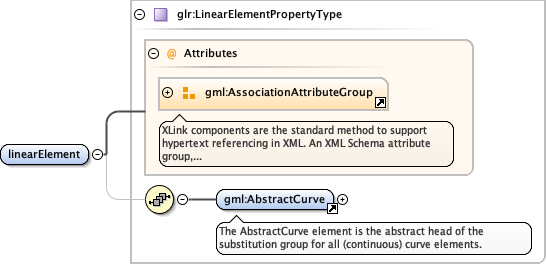 glr:LinearElementPropertyType
@ Attributes
gml:AssociationAttributeGroup
XLink components are the standard method to support
hypertext referencing in XML. An XML Schema attribute
group,...
linearElement
gml:AbstractCurve
The AbstractCurve element is the abstract head of the
substitution group for all (continuous) curve elements.